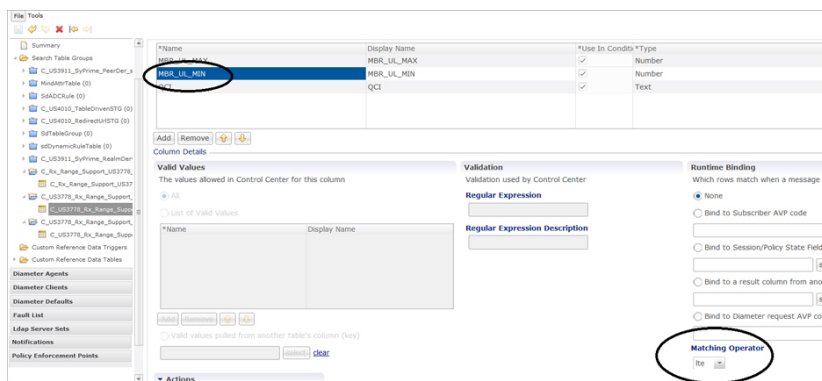 File Tools
Summary
Search Table Groups
C_US3911_SyPrime_PeerDer_s
MindAttrTable (0)
SdADCRule (0)
C_US4010_TableDrivenSTG (0)
C_US4010_RedirectUrlSTG (0)
SdTableGroup (0)
sdDynamicRuleTable (0)
C_US3911_SyPrime_RealmDer
C_Rx_Range_Support_US3778_
C_Rx_Range_Support_US37
C_US3778_Rx_Range_Support_
C_US3778_Rx_Range_Supp
C_US3778_Rx_Range_Support_
C_US3778_Rx_Range_Supp
Custom Reference Data Triggers
Custom Reference Data Tables
Diameter Agents
Diameter Clients
Diameter Defaults
Fault List
Ldap Server Sets
Notifications
Policy Enforcement Points
*Name Display Name *Use In Conditi *Type
MBR_UL_MAX MBR_UL_MAX Number
MBR_UL_MIN MBR_UL_MIN Number
QCI QCI Text
Add Remove
Column Details
Valid Values
The values allowed in Control Center for this column
All
List of Valid Values
*Name Display Name
Add Remove
Valid values pulled from another table's column (key)
select clear
Actions
Validation
Validation used by Control Center
Regular Expression
Regular Expression Description
Runtime Binding
Which rows match when a message
None
Bind to Subscriber AVP code
Bind to Session/Policy State Field
Bind to a result column from ano
Bind to Diameter request AVP co
Matching Operator
lte